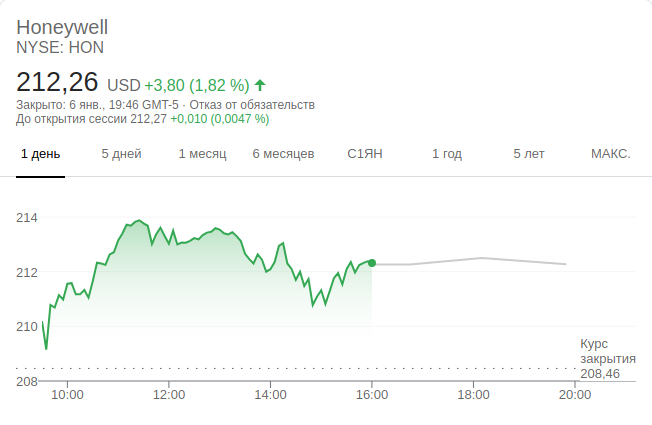 Honeywell
NYSE: HON
212,26 USD +3,80 (1,82 %)
Закрыто: 6 янв., 19:46 GMT-5 · Отказ от обязательств
До открытия сессии 212,27 +0,010 (0,0047 %)
1 день 5 дней 1 месяц 6 месяцев С1ЯН 1 год 5 лет МАКС.
214
212
210
Курс
закрытия
208,46
208
10:00 12:00 14:00 16:00 18:00 20:00